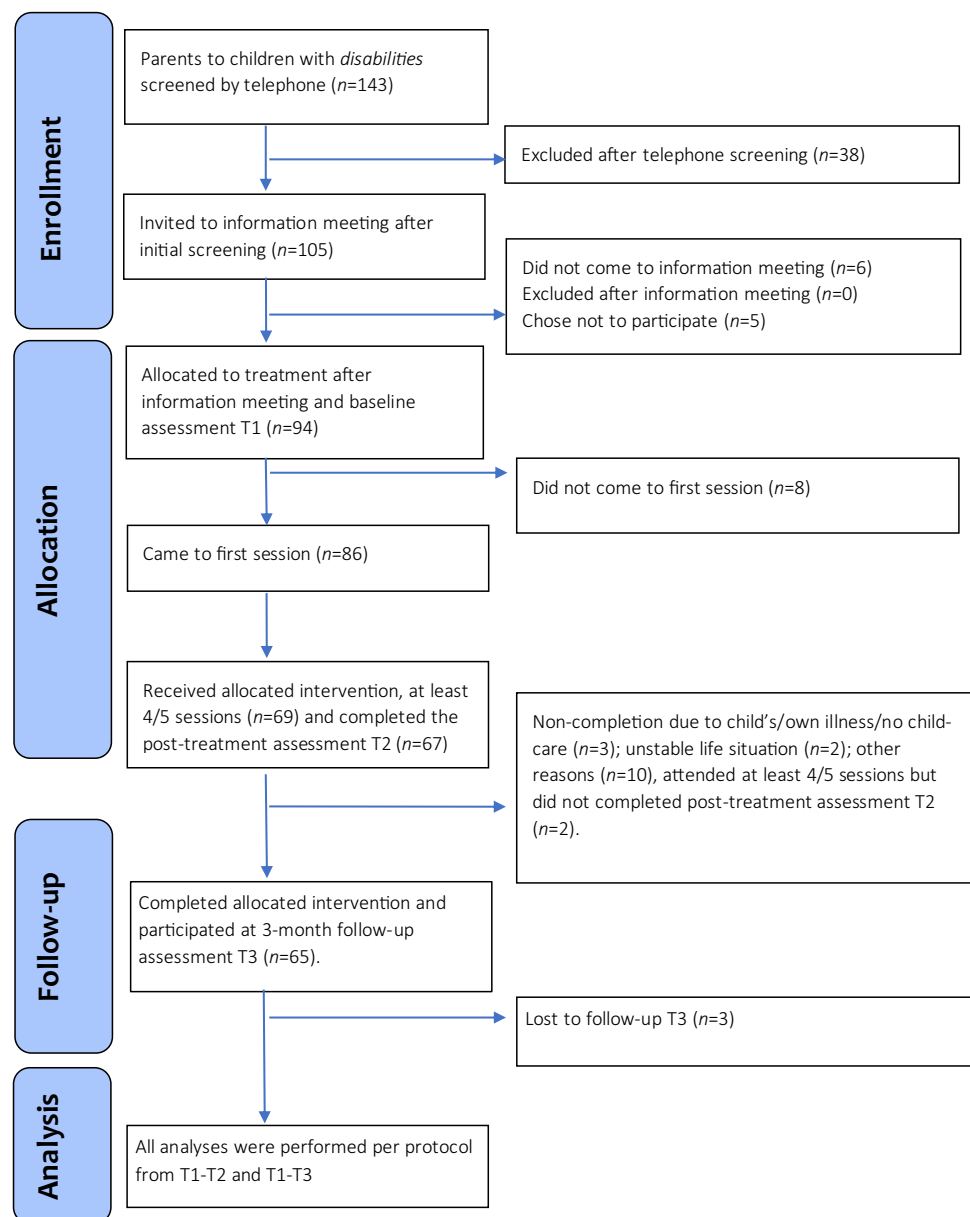 Enrollment
Parents to children with disabilities
screened by telephone (n=143)
Excluded after telephone screening (n=38)
Invited to information meeting after
initial screening (n=105)
Did not come to information meeting (n=6)
Excluded after information meeting (n=0)
Chose not to participate (n=5)
Allocation
Allocated to treatment after
information meeting and baseline
assessment T1 (n=94)
Did not come to first session (n=8)
Came to first session (n=86)
Received allocated intervention, at least
4/5 sessions (n=69) and completed the
post-treatment assessment T2 (n=67)
Non-completion due to child’s/own illness/no child-
care (n=3); unstable life situation (n=2); other
reasons (n=10), attended at least 4/5 sessions but
did not completed post-treatment assessment T2
(n=2).
Follow-up
Completed allocated intervention and
participated at 3-month follow-up
assessment T3 (n=65).
Lost to follow-up T3 (n=3)
Analysis
All analyses were performed per protocol
from T1-T2 and T1-T3